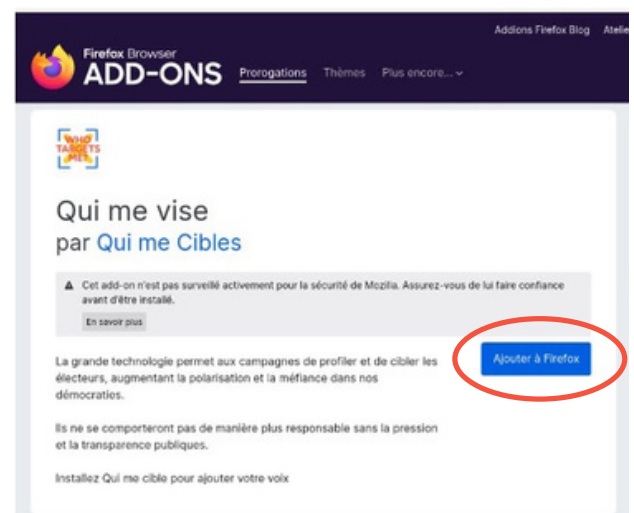 Addions Firefox Blog Atelie
Firefox Browser
ADD-ONS Prorogations Thèmes Plus encore...
WHO
TARGETS
ME?
Qui me vise
par Qui me Cibles
Cet add-on n'est pas surveillé activement pour la sécurité de Mozilla. Assurez-vous de lui faire confiance
avant d'être installé.
En savoir plus
La grande technologie permet aux campagnes de profiler et de cibler les
électeurs, augmentant la polarisation et la méfiance dans nos
démocraties.
Ajouter à Firefox
Ils ne se comporteront pas de manière plus responsable sans la pression
et la transparence publiques.
Installez Qui me cible pour ajouter votre voix